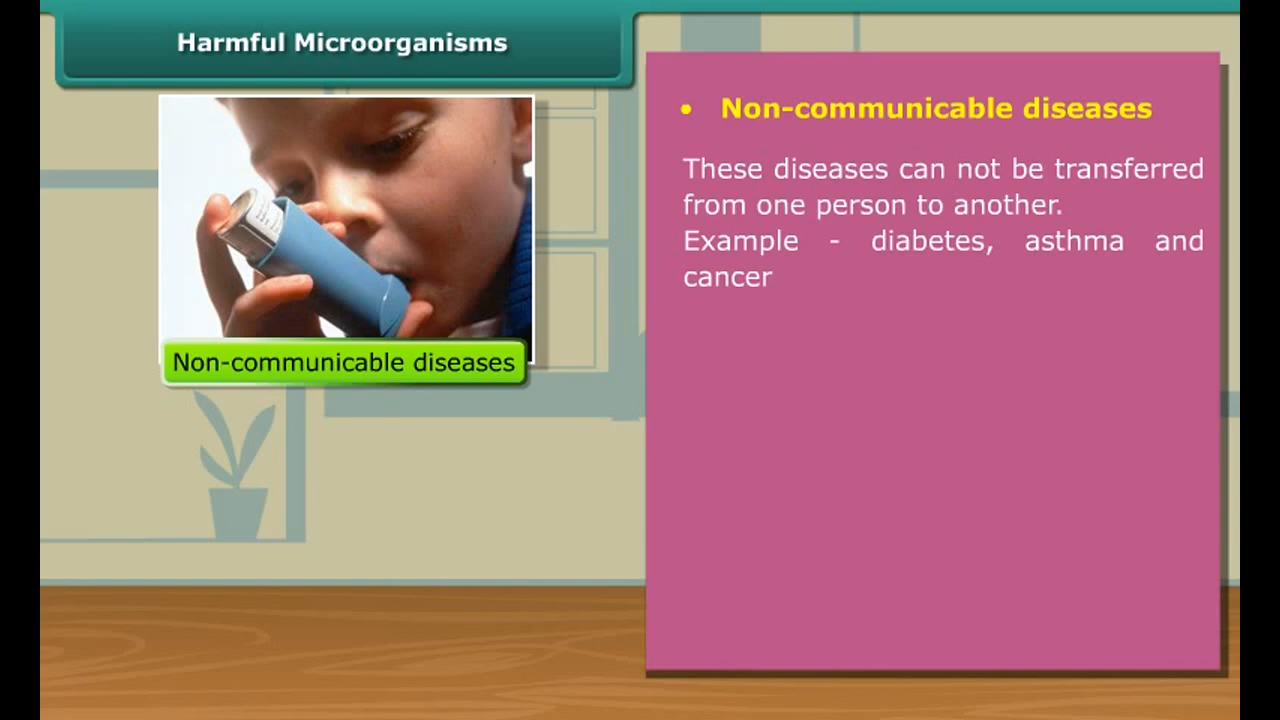 Harmful Microorganisms
Non-communicable diseases
• Non-communicable diseases
These diseases can not be transferred
from one person to another.
Example - diabetes, asthma and
cancer